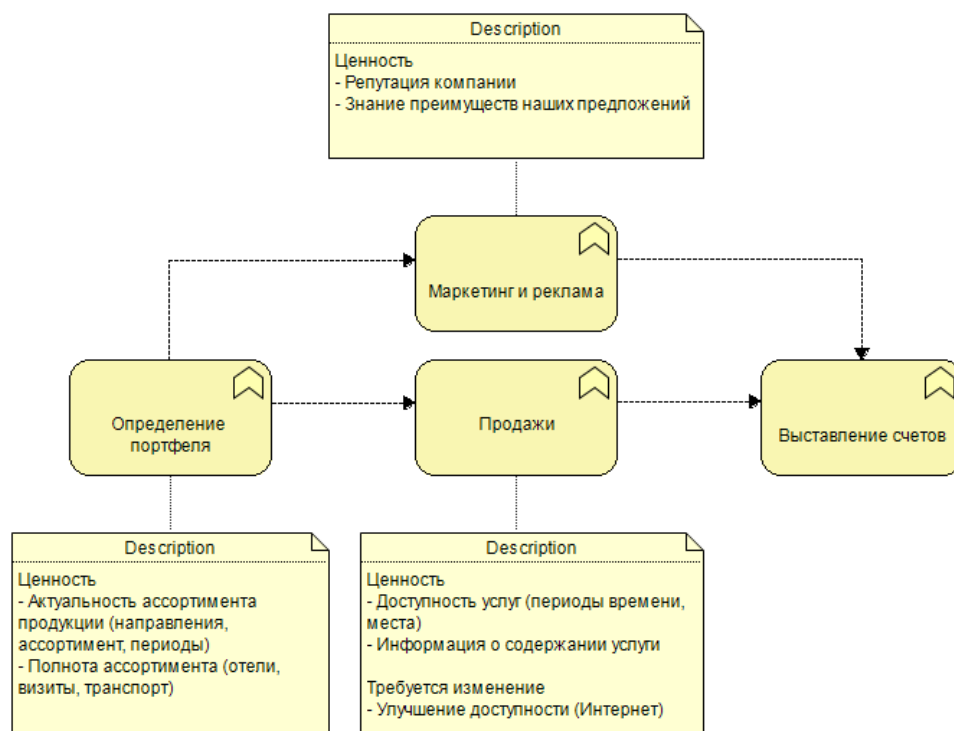 Description
Ценность
- Репутация компании
- Знание преимуществ наших предложений
Маркетинг и реклама
Определение
портфеля
Продажи
Выставление счетов
Description
Ценность
- Актуальность ассортимента
продукции (направления,
ассортимент, периоды)
- Полнота ассортимента (отели,
визиты, транспорт)
Description
Ценность
- Доступность услуг (периоды времени,
места)
- Информация о содержании услуги
Требуется изменение
- Улучшение доступности (Интернет)